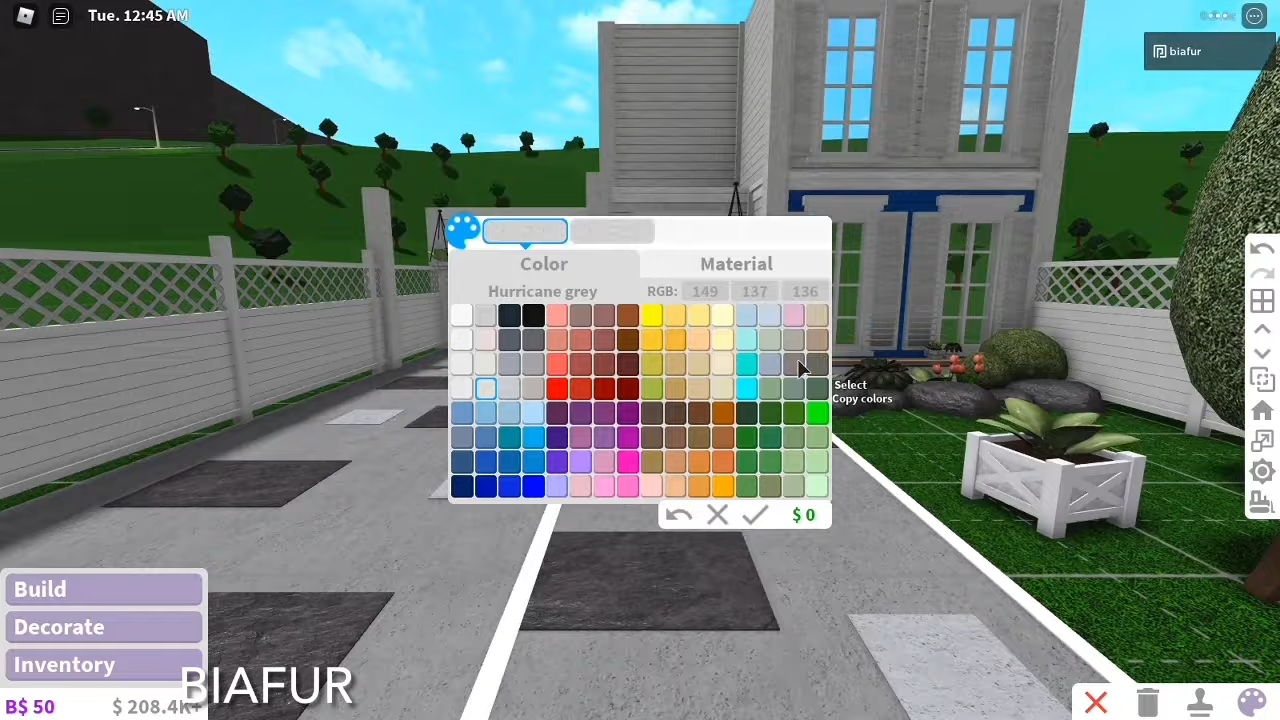 Tue. 12:45 AM
biafur
Color
Material
Hurricane grey
RGB: 149 137 136
Select
Copy colors
$ 0
Build
Decorate
Inventory
BIAFUR
B$ 50
$ 208.4K+